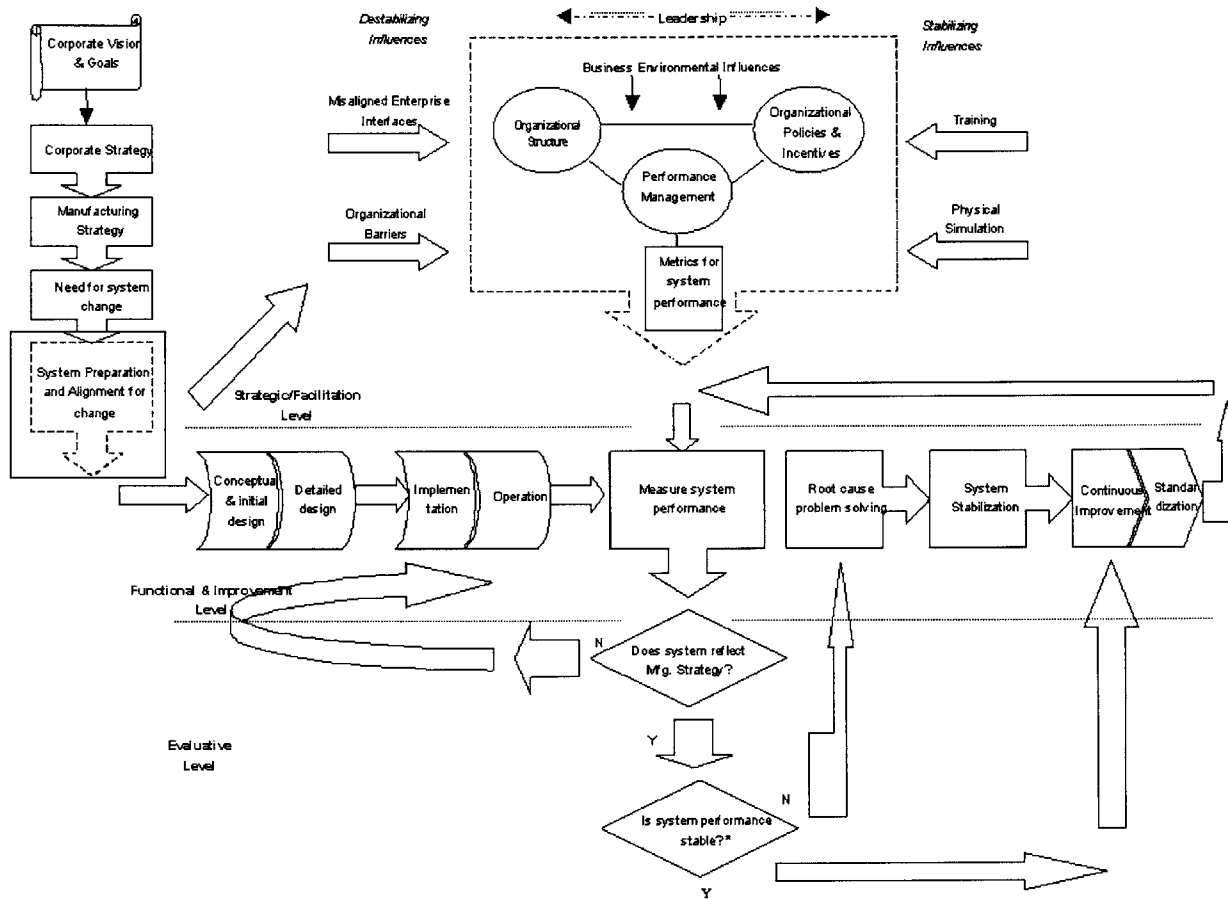 Destabilizing
Influences
Leadership
Stabilizing
Influences
Corporate Vision
& Goals
Business Environmental Influences
Misaligned Enterprise
Interfaces
Organizational
Structure
Organizational
Policies &
Incentives
Training
Corporate Strategy
Performance
Management
Manufacturing
Strategy
Organizational
Barriers
Physical
Simulation
Metrics for
system
performance
Need for system
change
System Preparation
and Alignment for
change
Strategic/Facilitation
Level
Conceptual
& initial
design
Detailed
design
Implemen
tation
Operation
Measure system
performance
Root cause
problem solving
System
Stabilization
Continuous
Improvement
Standar
dization
Functional & Improvement
Level
N
Does system reflect
Mfg. Strategy?
Y
Evaluative
Level
N
Is system performance
stable?*
Y